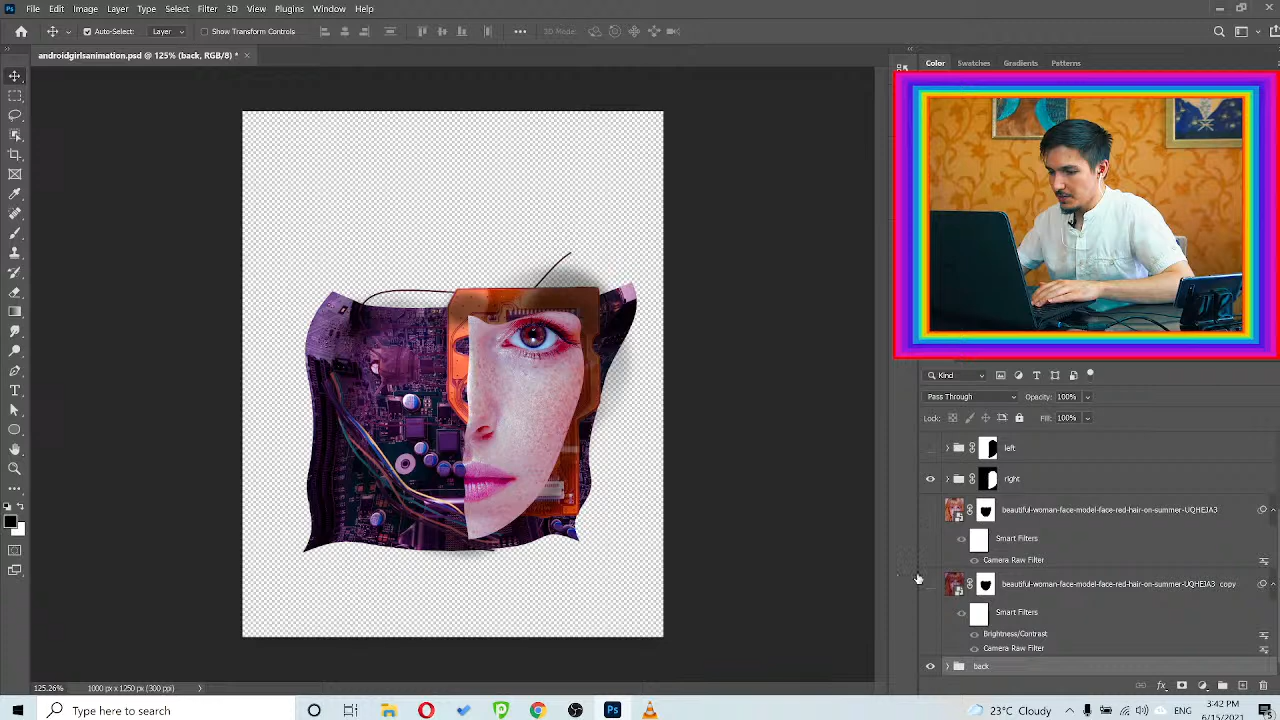 Ps File Edit Image Layer Type Select Filter 3D View Plugins Window Help
Auto-Select: Layer Show Transform Controls 3D Mode:
androidgirlsanimation.psd @ 125% (back, RGB/8) *
Color Swatches Gradients Patterns
Kind
Pass Through Opacity: 100%
Lock: Fill: 100%
left
right
beautiful-woman-face-model-face-red-hair-on-summer-UQHEJA3
Smart Filters
Camera Raw Filter
beautiful-woman-face-model-face-red-hair-on-summer-UQHEJA3 copy
Smart Filters
Brightness/Contrast
Camera Raw Filter
back
125.26% 1000 px x 1250 px (300 ppi)
Type here to search
Ps
23°C Cloudy
ENG
3:42 PM